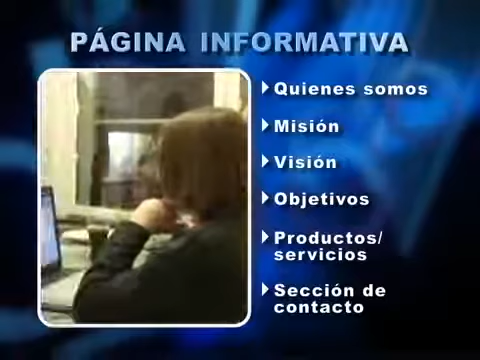 PÁGINA INFORMATIVA
Quienes somos
Misión
Visión
Objetivos
Productos/
servicios
Sección de
contacto